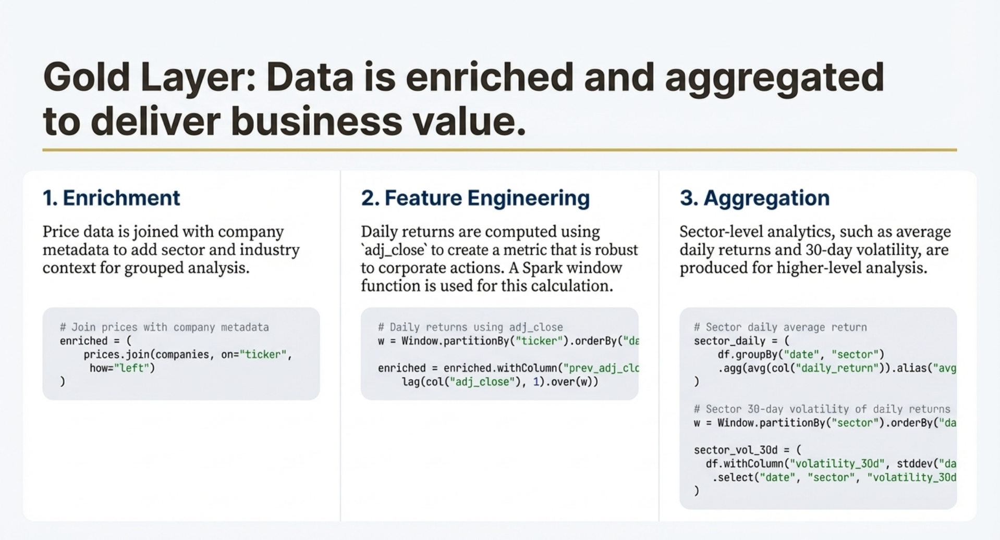 Gold Layer: Data is enriched and aggregated
to deliver business value.
1. Enrichment
Price data is joined with company
metadata to add sector and industry
context for grouped analysis.
# Join prices with company metadata
enriched = (
    prices.join(companies, on="ticker",
     how="left")
)
2. Feature Engineering
Daily returns are computed using
`adj_close` to create a metric that is robust
to corporate actions. A Spark window
function is used for this calculation.
# Daily returns using adj_close
w = Window.partitionBy("ticker").orderBy("da
enriched = enriched.withColumn("prev_adj_clo
    lag(col("adj_close"), 1).over(w))
3. Aggregation
Sector-level analytics, such as average
daily returns and 30-day volatility, are
produced for higher-level analysis.
# Sector daily average return
sector_daily = (
    df.groupBy("date", "sector")
    .agg(avg(col("daily_return")).alias("avg
)
# Sector 30-day volatility of daily returns
w = Window.partitionBy("sector").orderBy("da
sector_vol_30d = (
  df.withColumn("volatility_30d", stddev("da
   .select("date", "sector", "volatility_30d
)